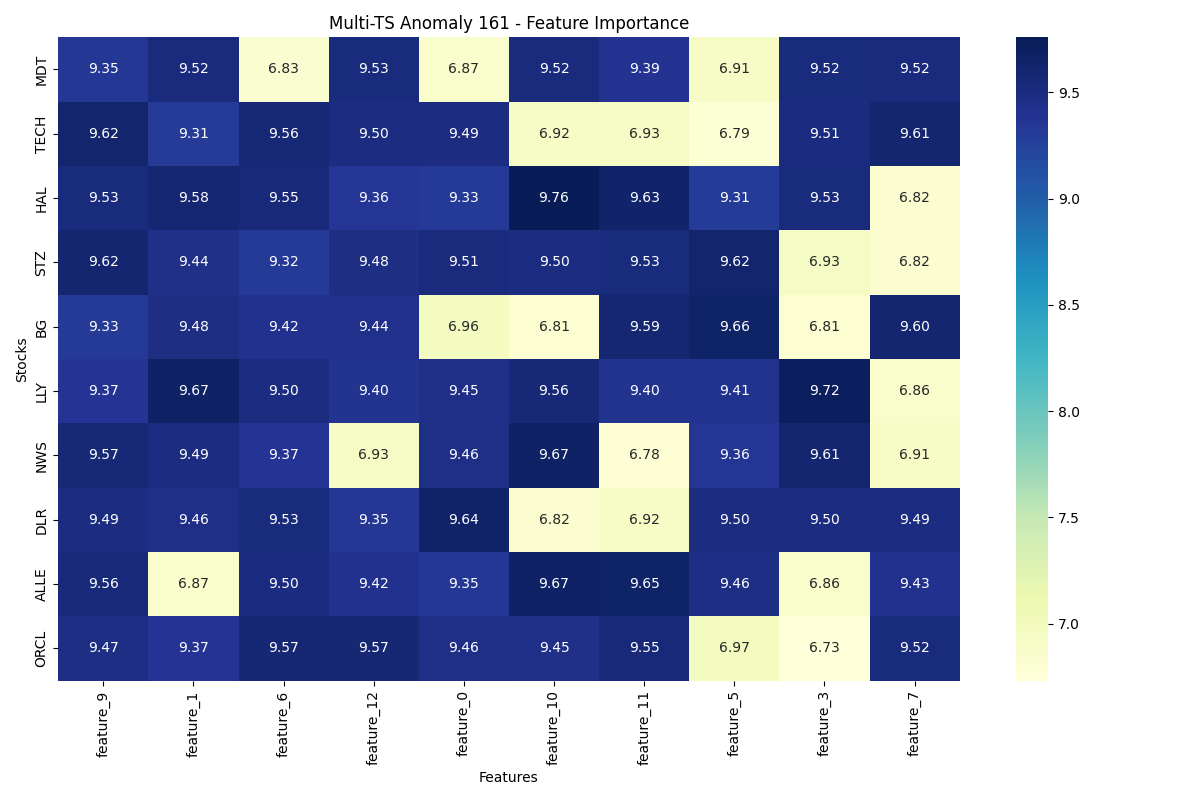 Multi-TS Anomaly 161 - Feature Importance
Stocks
MDT 9.35 9.52 6.83 9.53 6.87 9.52 9.39 6.91 9.52 9.52
TECH 9.62 9.31 9.56 9.50 9.49 6.92 6.93 6.79 9.51 9.61
HAL 9.53 9.58 9.55 9.36 9.33 9.76 9.63 9.31 9.53 6.82
STZ 9.62 9.44 9.32 9.48 9.51 9.50 9.53 9.62 6.93 6.82
BG 9.33 9.48 9.42 9.44 6.96 6.81 9.59 9.66 6.81 9.60
LLY 9.37 9.67 9.50 9.40 9.45 9.56 9.40 9.41 9.72 6.86
NWS 9.57 9.49 9.37 6.93 9.46 9.67 6.78 9.36 9.61 6.91
DLR 9.49 9.46 9.53 9.35 9.64 6.82 6.92 9.50 9.50 9.49
ALLE 9.56 6.87 9.50 9.42 9.35 9.67 9.65 9.46 6.86 9.43
ORCL 9.47 9.37 9.57 9.57 9.46 9.45 9.55 6.97 6.73 9.52
feature_9 feature_1 feature_6 feature_12 feature_0 feature_10 feature_11 feature_5 feature_3 feature_7
Features
9.5
9.0
8.5
8.0
7.5
7.0